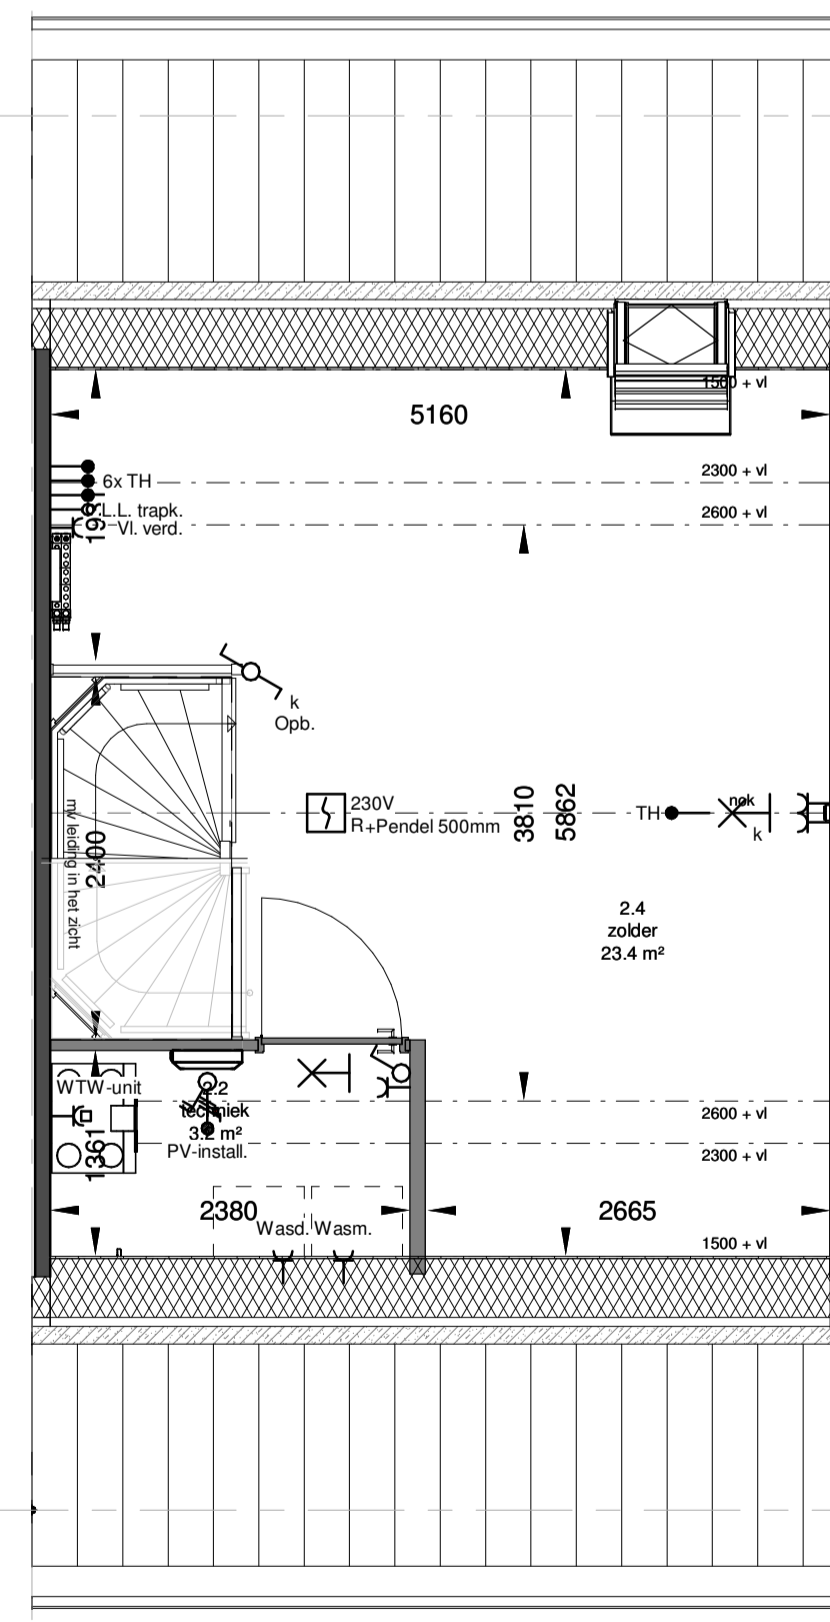 1500 + vl
5160
2300 + vl
6x TH
2600 + vl
L.L. trapk.
Vl. verd.
k
Opb.
230V
R+Pendel 500mm
3810
5862
TH
nok
k
mv leiding in het zicht
2400
2.4
zolder
23.4 m²
WTW-unit
techniek
3.2 m²
PV-install.
1361
2600 + vl
2300 + vl
2380
2665
Wasd. Wasm.
1500 + vl